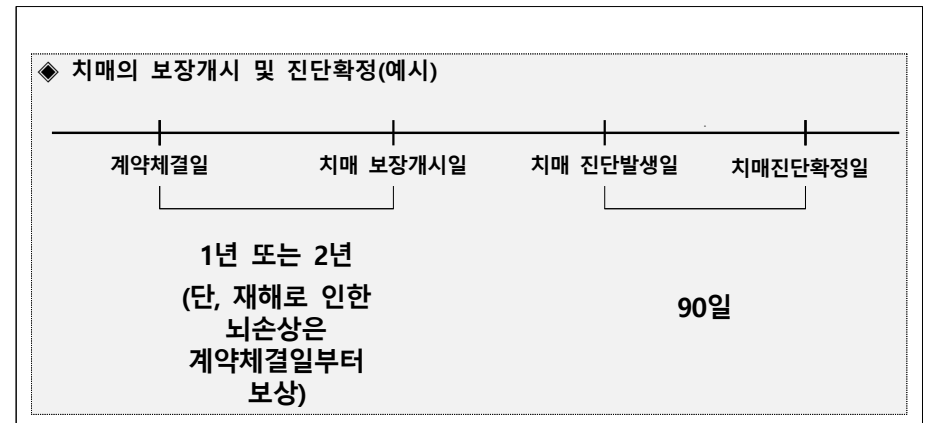 ◈ 치매의 보장개시 및 진단확정(예시)
계약체결일 치매 보장개시일 치매 진단발생일 치매진단확정일
1년 또는 2년
(단, 재해로 인한
뇌손상은
계약체결일부터
보상)
90일